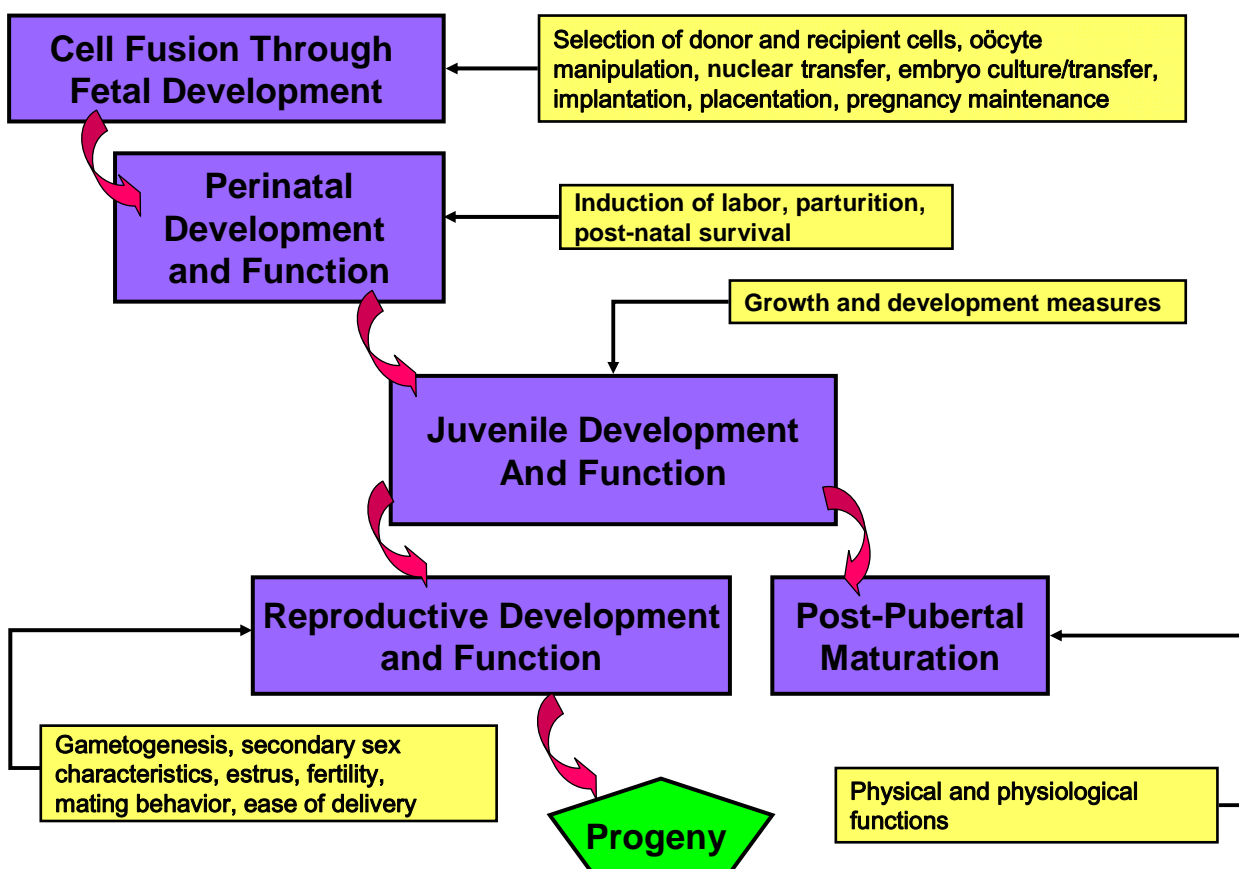 Cell Fusion Through
Fetal Development
Selection of donor and recipient cells, oöcyte
manipulation, nuclear transfer, embryo culture/transfer,
implantation, placentation, pregnancy maintenance
Perinatal
Development
and Function
Induction of labor, parturition,
post-natal survival
Growth and development measures
Juvenile Development
And Function
Reproductive Development
and Function
Post-Pubertal
Maturation
Gametogenesis, secondary sex
characteristics, estrus, fertility,
mating behavior, ease of delivery
Physical and physiological
functions
Progeny